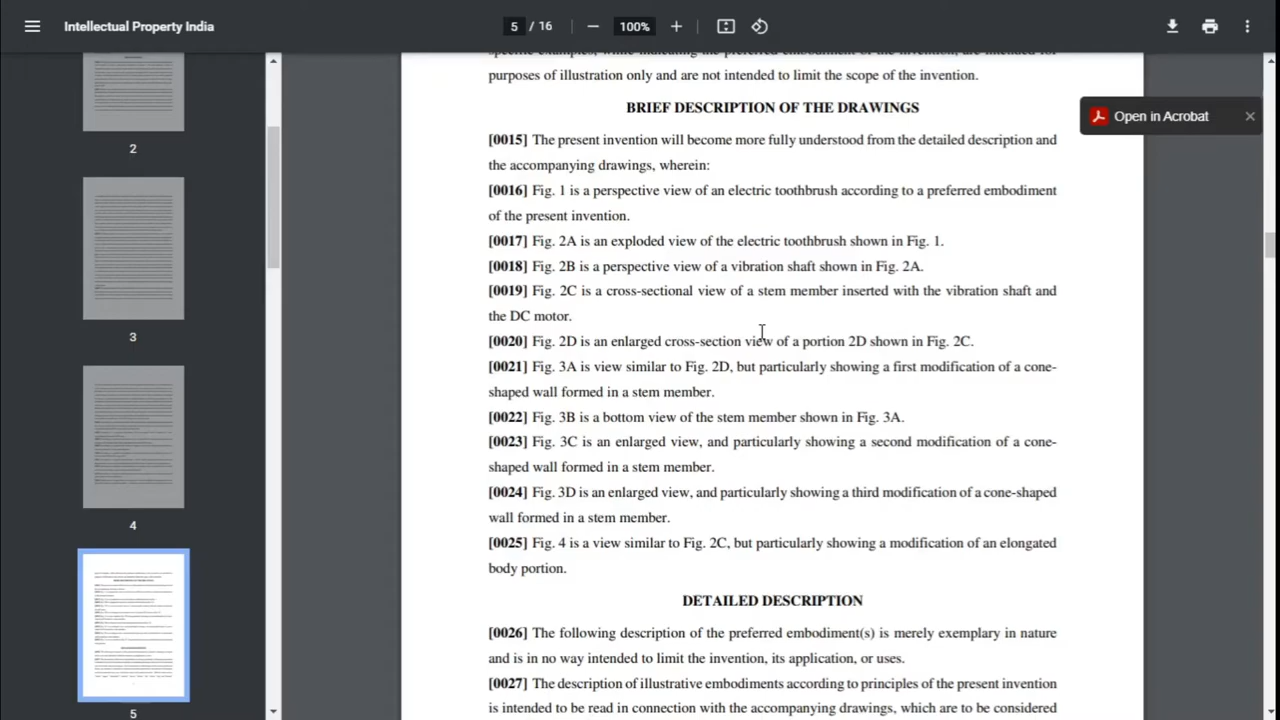 Intellectual Property India
5 / 16
100%
2
3
4
5
Open in Acrobat
specific examples, while indicating the preferred embodiment of the invention, are intended for
purposes of illustration only and are not intended to limit the scope of the invention.
BRIEF DESCRIPTION OF THE DRAWINGS
[0015] The present invention will become more fully understood from the detailed description and
the accompanying drawings, wherein:
[0016] Fig. 1 is a perspective view of an electric toothbrush according to a preferred embodiment
of the present invention.
[0017] Fig. 2A is an exploded view of the electric toothbrush shown in Fig. 1.
[0018] Fig. 2B is a perspective view of a vibration shaft shown in Fig. 2A.
[0019] Fig. 2C is a cross-sectional view of a stem member inserted with the vibration shaft and
the DC motor.
[0020] Fig. 2D is an enlarged cross-section view of a portion 2D shown in Fig. 2C.
[0021] Fig. 3A is view similar to Fig. 2D, but particularly showing a first modification of a cone-
shaped wall formed in a stem member.
[0022] Fig. 3B is a bottom view of the stem member shown in Fig. 3A.
[0023] Fig. 3C is an enlarged view, and particularly showing a second modification of a cone-
shaped wall formed in a stem member.
[0024] Fig. 3D is an enlarged view, and particularly showing a third modification of a cone-shaped
wall formed in a stem member.
[0025] Fig. 4 is a view similar to Fig. 2C, but particularly showing a modification of an elongated
body portion.
DETAILED DESCRIPTION
[0026] The following description of the preferred embodiment(s) is merely exemplary in nature
and is in no way intended to limit the invention, its application, or uses.
[0027] The description of illustrative embodiments according to principles of the present invention
is intended to be read in connection with the accompanying drawings, which are to be considered